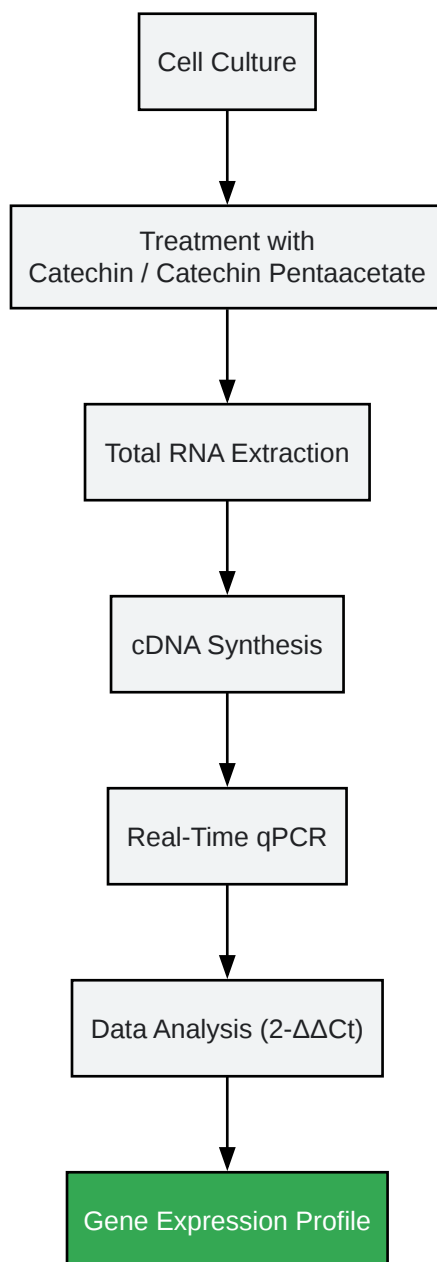 Cell Culture
Treatment with
Catechin / Catechin Pentaacetate
Total RNA Extraction
cDNA Synthesis
Real-Time qPCR
Data Analysis (2-ΔΔCt)
Gene Expression Profile